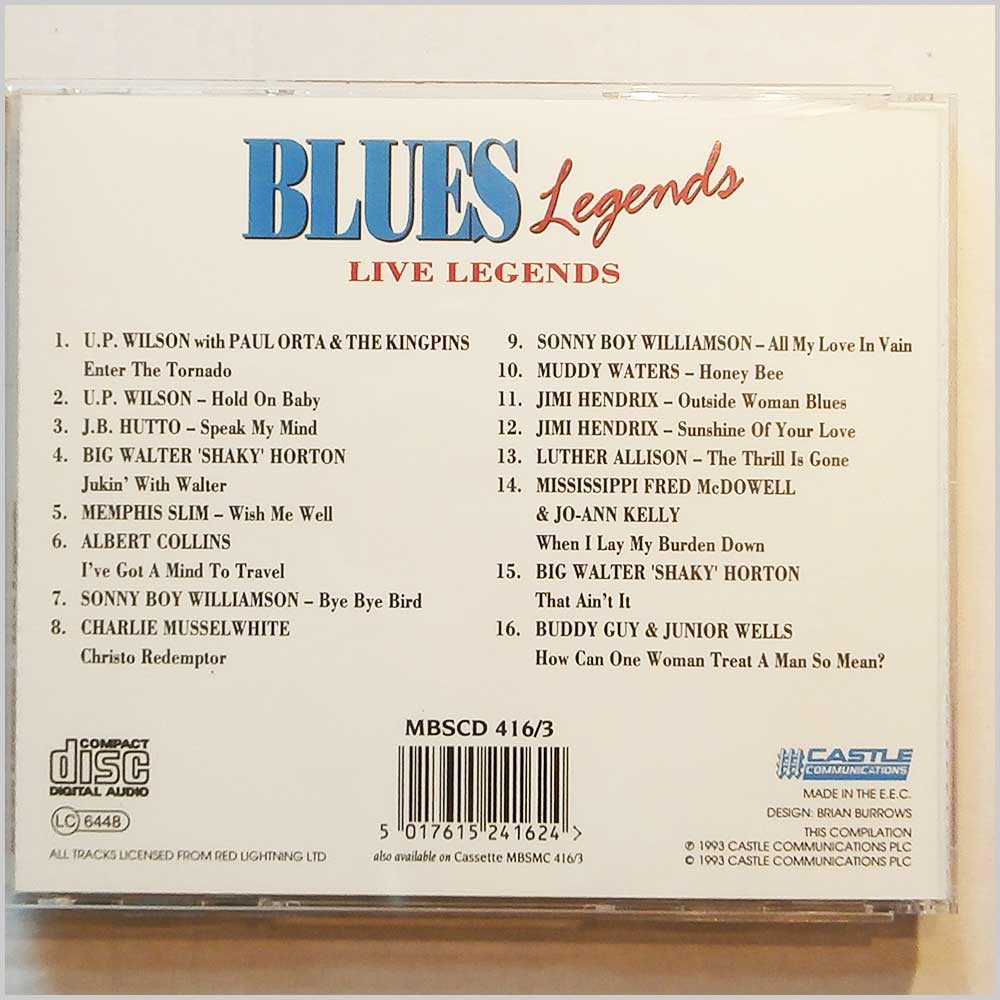 BLUES Legends
LIVE LEGENDS
1. U.P. WILSON with PAUL ORTA & THE KINGPINS
Enter The Tornado
2. U.P. WILSON – Hold On Baby
3. J.B. HUTTO – Speak My Mind
4. BIG WALTER 'SHAKY' HORTON
Jukin' With Walter
5. MEMPHIS SLIM – Wish Me Well
6. ALBERT COLLINS
I've Got A Mind To Travel
7. SONNY BOY WILLIAMSON – Bye Bye Bird
8. CHARLIE MUSSELWHITE
Christo Redemptor
9. SONNY BOY WILLIAMSON – All My Love In Vain
10. MUDDY WATERS – Honey Bee
11. JIMI HENDRIX – Outside Woman Blues
12. JIMI HENDRIX – Sunshine Of Your Love
13. LUTHER ALLISON – The Thrill Is Gone
14. MISSISSIPPI FRED McDOWELL
& JO-ANN KELLY
When I Lay My Burden Down
15. BIG WALTER 'SHAKY' HORTON
That Ain't It
16. BUDDY GUY & JUNIOR WELLS
How Can One Woman Treat A Man So Mean?
COMPACT
disc
DIGITAL AUDIO
LC 6448
ALL TRACKS LICENSED FROM RED LIGHTNING LTD
MBSCD 416/3
5 017615 241624 >
also available on Cassette MBSMC 416/3
CASTLE
COMMUNICATIONS
MADE IN THE E.E.C.
DESIGN: BRIAN BURROWS
THIS COMPILATION
℗ 1993 CASTLE COMMUNICATIONS PLC
© 1993 CASTLE COMMUNICATIONS PLC